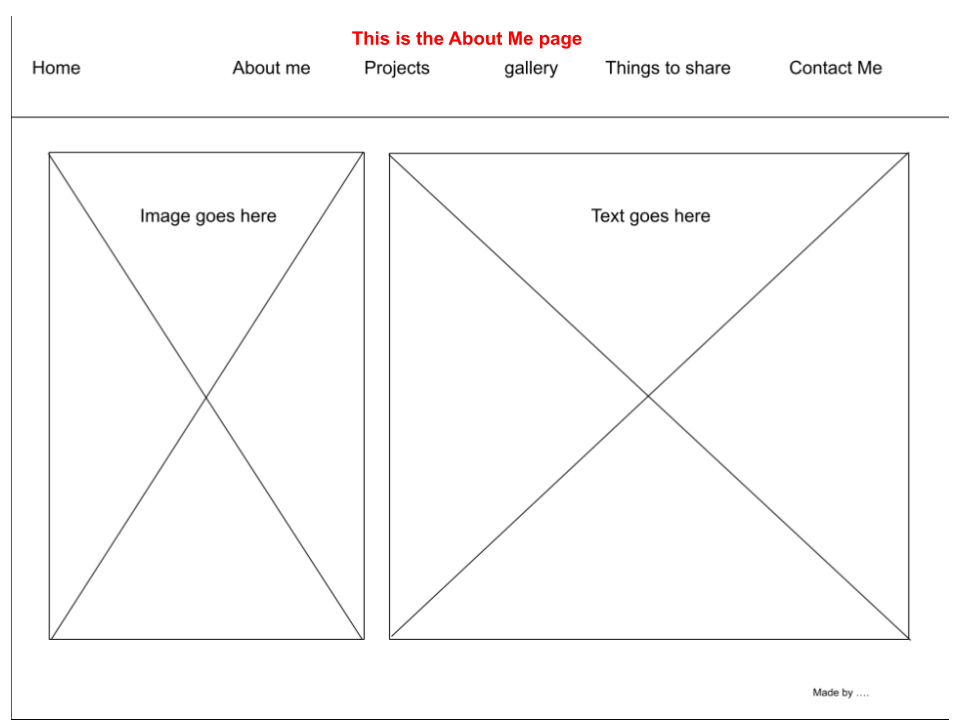 This is the About Me page
Home About me Projects gallery Things to share Contact Me
Image goes here
Text goes here
Made by ....